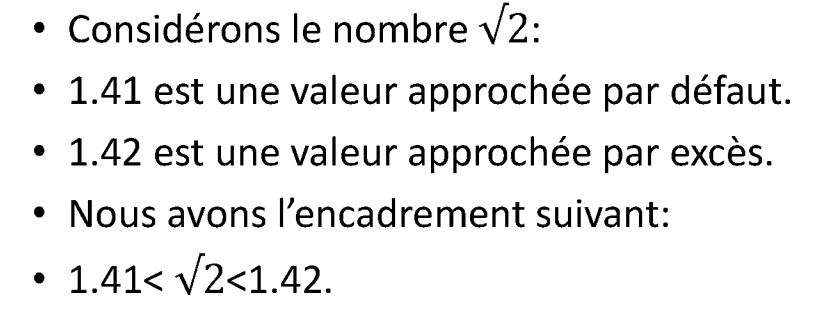 • Considérons le nombre √2:
• 1.41 est une valeur approchée par défaut.
• 1.42 est une valeur approchée par excès.
• Nous avons l’encadrement suivant:
• 1.41< √2<1.42.